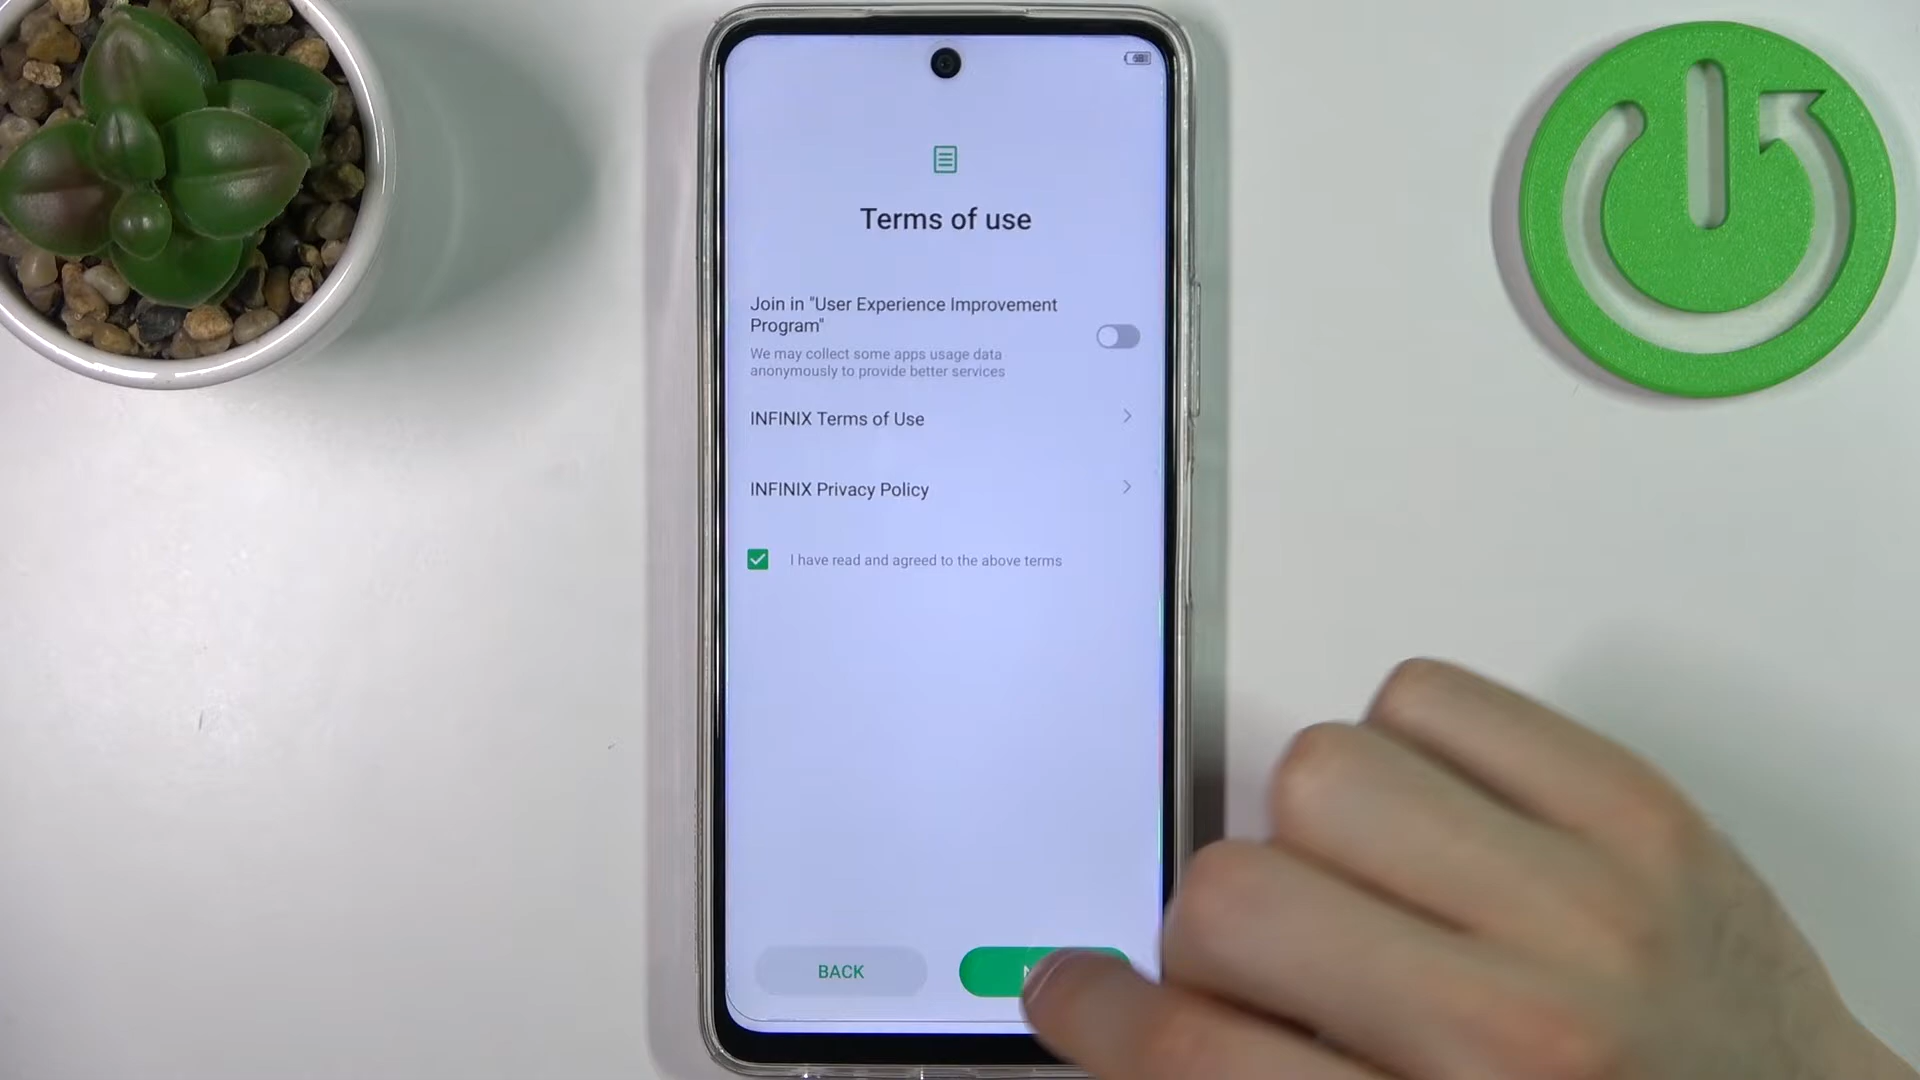 Terms of use
Join in "User Experience Improvement
Program"
We may collect some apps usage data
anonymously to provide better services
INFINIX Terms of Use
INFINIX Privacy Policy
I have read and agreed to the above terms
BACK